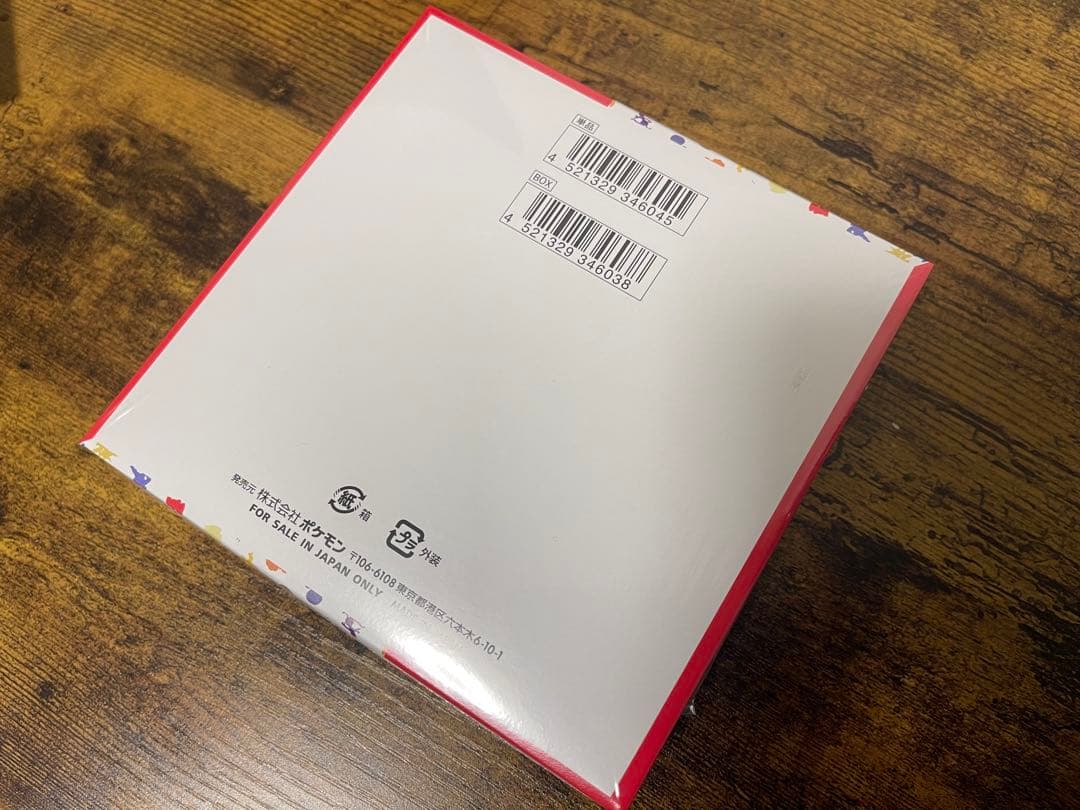 単品
4 521329 346045
BOX
4 521329 346038
紙 箱
プラ 外装
発売元 株式会社 ポケモン 〒106-6108 東京都港区六本木6-10-1
FOR SALE IN JAPAN ONLY